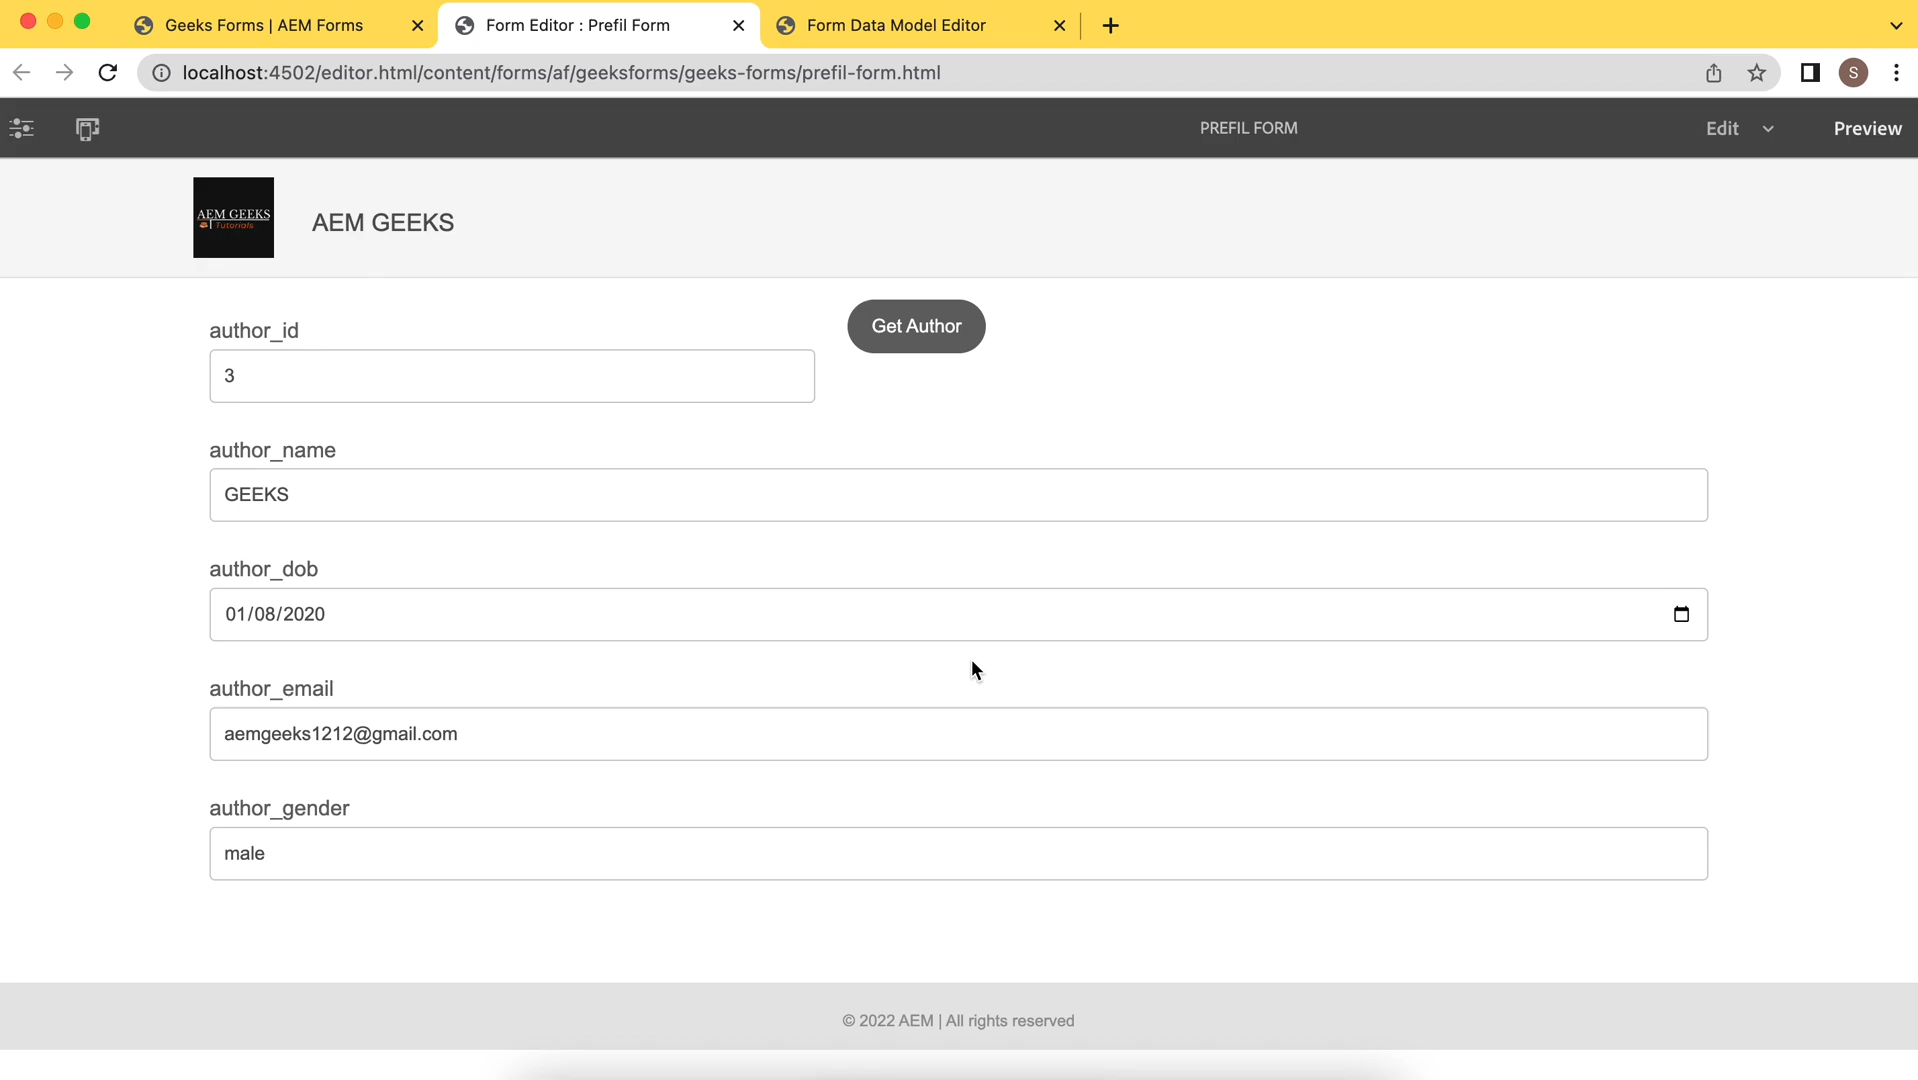 Geeks Forms | AEM Forms
Form Editor : Prefil Form
Form Data Model Editor
localhost:4502/editor.html/content/forms/af/geeksforms/geeks-forms/prefil-form.html
S
PREFIL FORM
Edit
Preview
AEM GEEKS
Tutorials
AEM GEEKS
author_id
Get Author
3
author_name
GEEKS
author_dob
01/08/2020
author_email
aemgeeks1212@gmail.com
author_gender
male
© 2022 AEM | All rights reserved